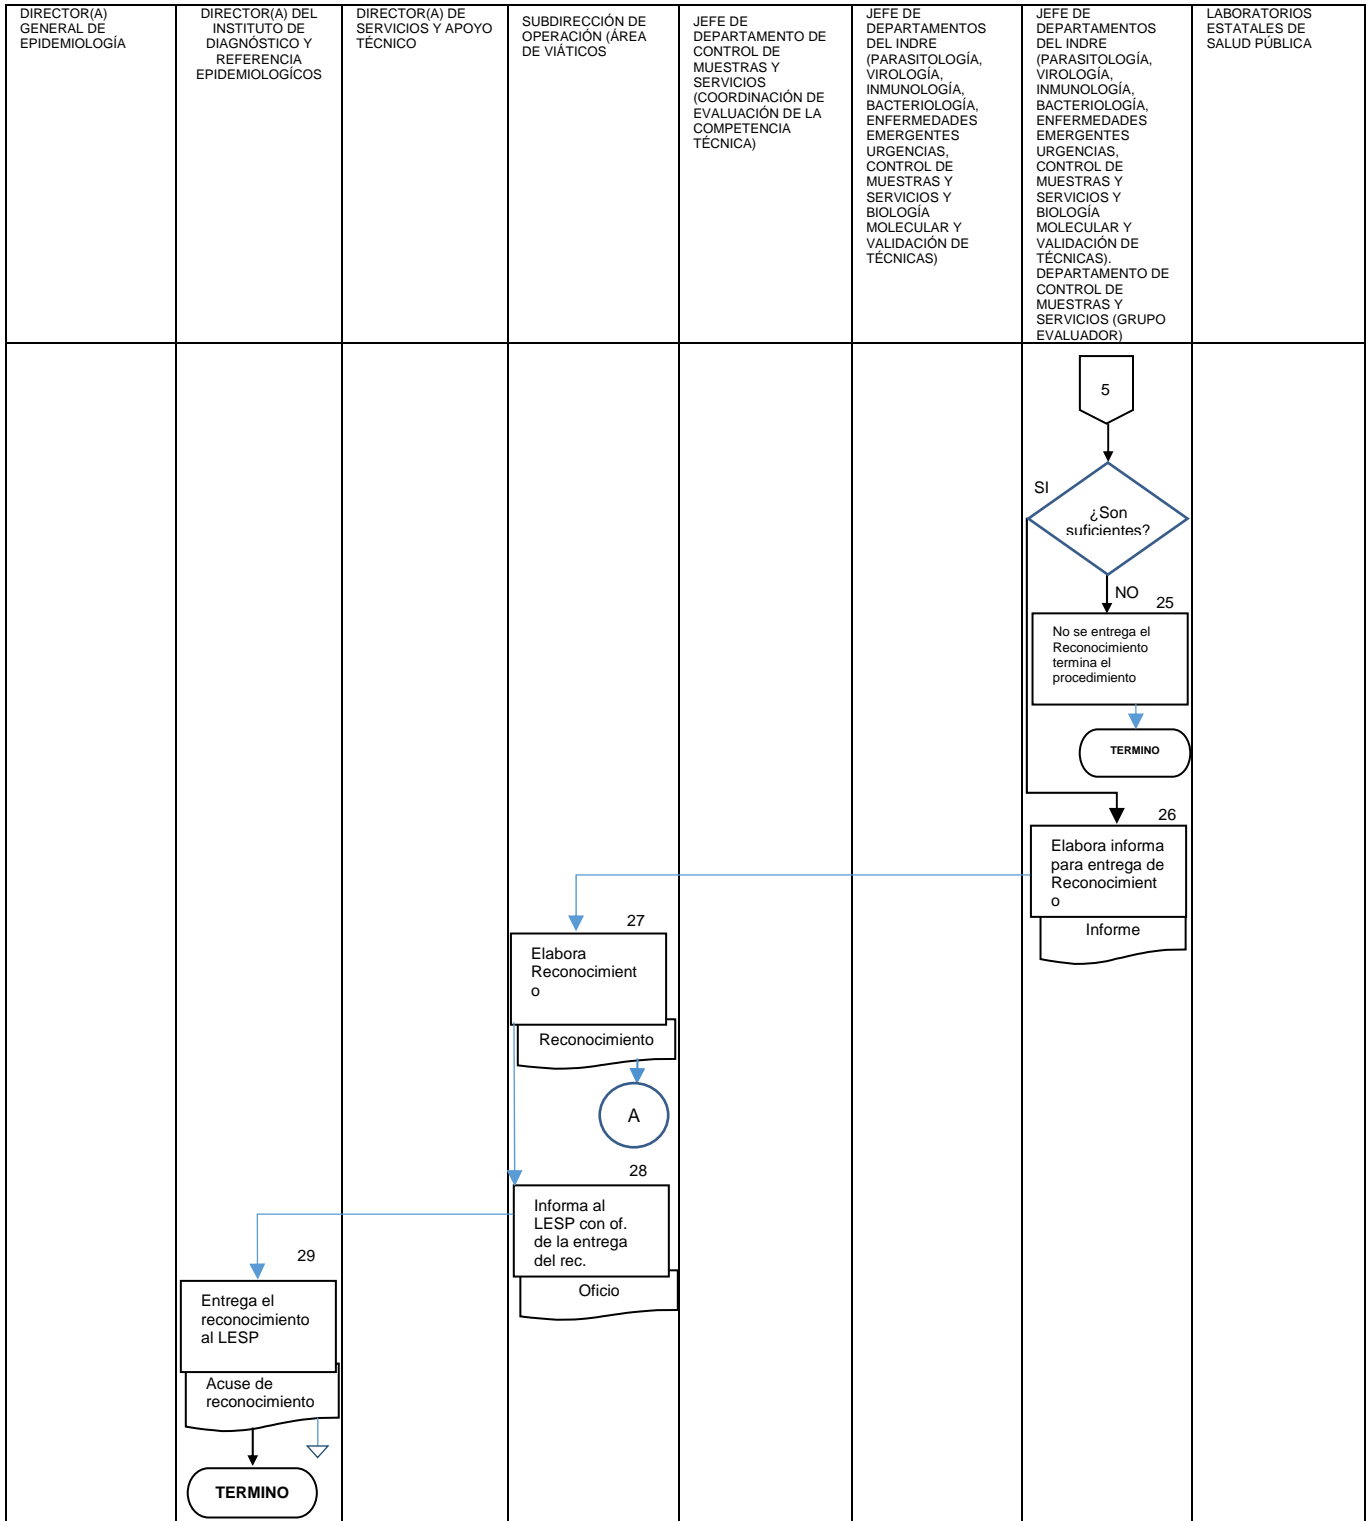 DIRECTOR(A)
GENERAL DE
EPIDEMIOLOGÍA
DIRECTOR(A) DEL
INSTITUTO DE
DIAGNÓSTICO Y
REFERENCIA
EPIDEMIOLOGÍCOS
DIRECTOR(A) DE
SERVICIOS Y APOYO
TÉCNICO
SUBDIRECCIÓN DE
OPERACIÓN (ÁREA
DE VIÁTICOS
JEFE DE
DEPARTAMENTO DE
CONTROL DE
MUESTRAS Y
SERVICIOS
(COORDINACIÓN DE
EVALUACIÓN DE LA
COMPETENCIA
TÉCNICA)
JEFE DE
DEPARTAMENTOS
DEL INDRE
(PARASITOLOGÍA,
VIROLOGÍA,
INMUNOLOGÍA,
BACTERIOLOGÍA,
ENFERMEDADES
EMERGENTES
URGENCIAS,
CONTROL DE
MUESTRAS Y
SERVICIOS Y
BIOLOGÍA
MOLECULAR Y
VALIDACIÓN DE
TÉCNICAS)
JEFE DE
DEPARTAMENTOS
DEL INDRE
(PARASITOLOGÍA,
VIROLOGÍA,
INMUNOLOGÍA,
BACTERIOLOGÍA,
ENFERMEDADES
EMERGENTES
URGENCIAS,
CONTROL DE
MUESTRAS Y
SERVICIOS Y
BIOLOGÍA
MOLECULAR Y
VALIDACIÓN DE
TÉCNICAS).
DEPARTAMENTO DE
CONTROL DE
MUESTRAS Y
SERVICIOS (GRUPO
EVALUADOR)
LABORATORIOS
ESTATALES DE
SALUD PÚBLICA
5
SI
¿Son
suficientes?
NO
25
No se entrega el
Reconocimiento
termina el
procedimiento
TERMINO
26
Elabora informa
para entrega de
Reconocimient
o
Informe
27
Elabora
Reconocimient
o
Reconocimiento
A
28
Informa al
LESP con of.
de la entrega
del rec.
Oficio
29
Entrega el
reconocimiento
al LESP
Acuse de
reconocimiento
TERMINO